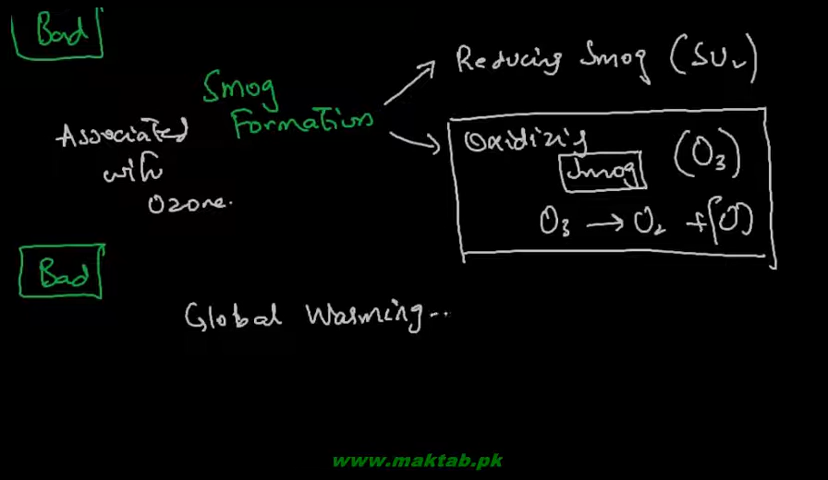 Bad
Reducing Smog (SO₂)
Smog
Formation
Associated
with
Ozone.
Oxidizing
Smog (O₃)
O₃ → O₂ + (O)
Bad
Global Warming...
www.maktab.pk